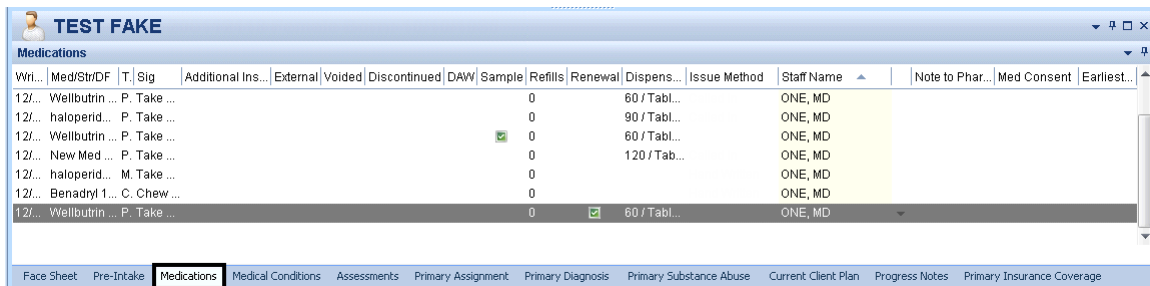 TEST FAKE
Medications
Wri... Med/Str/DF T. Sig Additional Ins... External Voided Discontinued DAW Sample Refills Renewal Dispens... Issue Method Staff Name Note to Phar... Med Consent Earliest...
12/... Wellbutrin ... P. Take ... 0 60 / Tabl... ONE, MD
12/... haloperid... P. Take ... 0 90 / Tabl... ONE, MD
12/... Wellbutrin ... P. Take ... 0 60 / Tabl... ONE, MD
12/... New Med ... P. Take ... 0 120 / Tab... ONE, MD
12/... haloperid... M. Take ... 0 ONE, MD
12/... Benadryl 1... C. Chew ... 0 ONE, MD
12/... Wellbutrin ... P. Take ... 0 60 / Tabl... ONE, MD
Face Sheet Pre-Intake Medications Medical Conditions Assessments Primary Assignment Primary Diagnosis Primary Substance Abuse Current Client Plan Progress Notes Primary Insurance Coverage